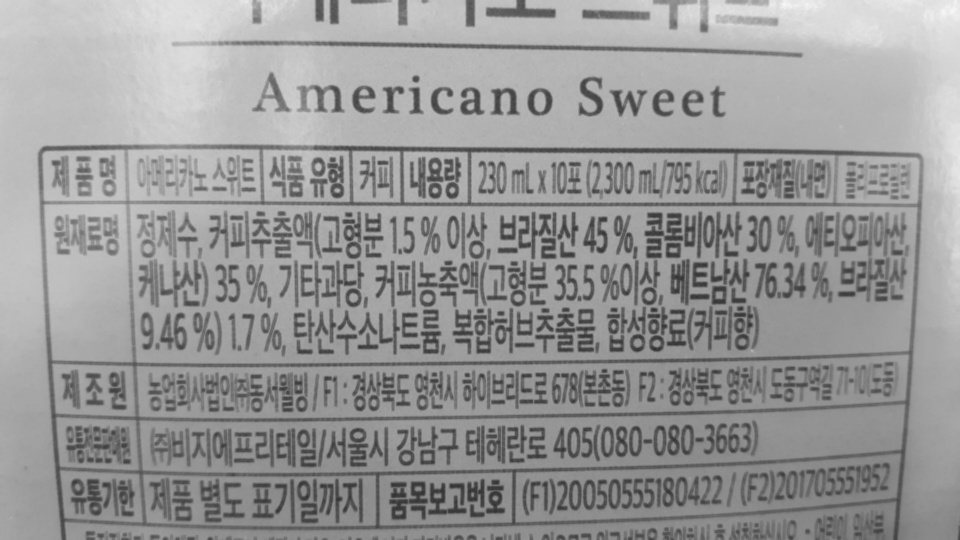 아메리카노 스위트
Americano Sweet
제 품 명 아메리카노 스위트 식품 유형 커피 내용량 230 mL x 10포 (2,300 mL/795 kcal) 포장재질(내면) 폴리프로필렌
원재료명 정제수, 커피추출액(고형분 1.5 % 이상, 브라질산 45 %, 콜롬비아산 30 %, 에티오피아산,
케냐산) 35 %, 기타과당, 커피농축액(고형분 35.5 %이상, 베트남산 76.34 %, 브라질산
9.46 %) 1.7 %, 탄산수소나트륨, 복합허브추출물, 합성향료(커피향)
제 조 원 농업회사법인㈜동서웰빙 / F1 : 경상북도 영천시 하이브리드로 678(본촌동) F2 : 경상북도 영천시 도동구역길 71-10(도동)
유통전문판매원 ㈜비지에프리테일/서울시 강남구 테헤란로 405(080-080-3663)
유통기한 제품 별도 표기일까지 품목보고번호 (F1)20050555180422 / (F2)201705551952